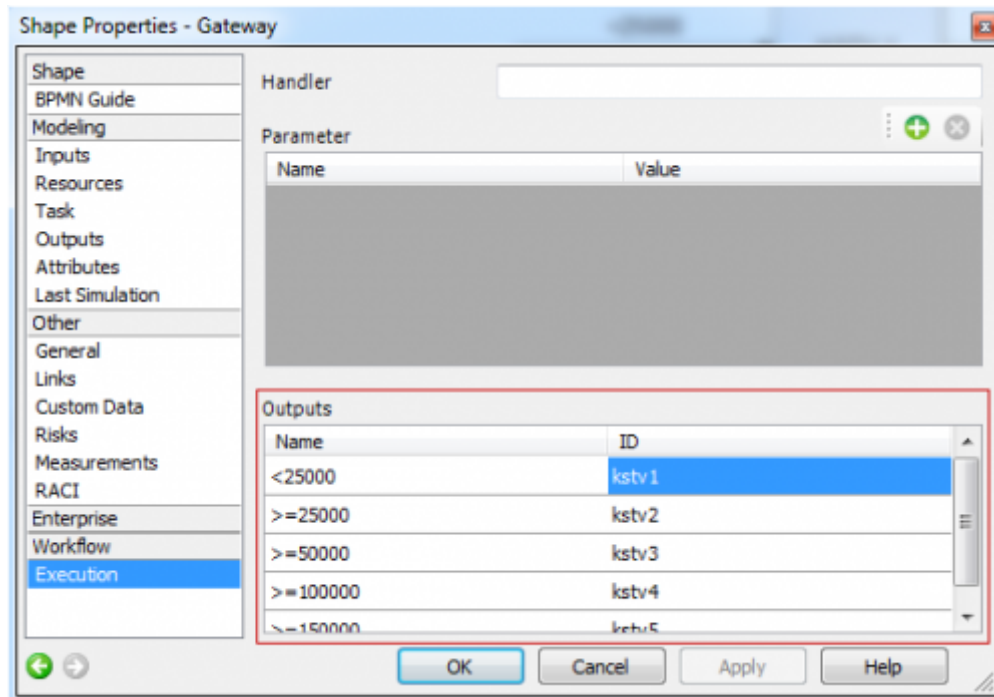 Shape Properties - Gateway
Shape
BPMN Guide
Modeling
Inputs
Resources
Task
Outputs
Attributes
Last Simulation
Other
General
Links
Custom Data
Risks
Measurements
RACI
Enterprise
Workflow
Execution
Handler
Parameter
Name Value
Outputs
Name ID
<25000 kstv1
>=25000 kstv2
>=50000 kstv3
>=100000 kstv4
>=150000 kstv5
OK Cancel Apply Help